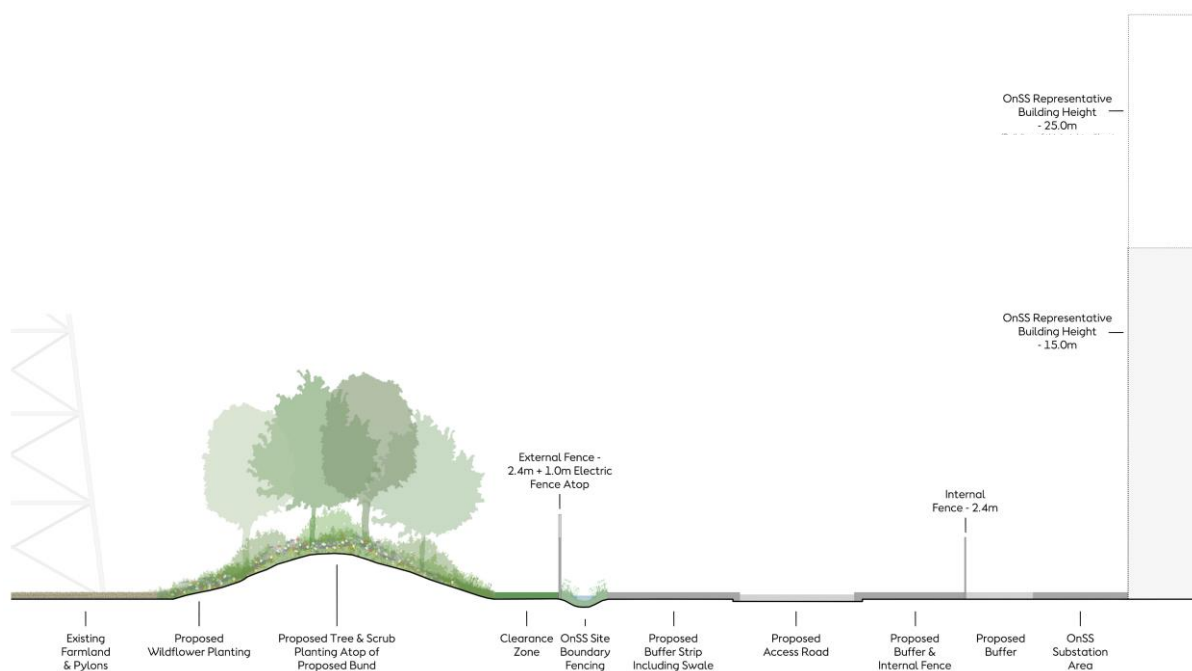 OnSS Representative
Building Height
- 25.0m
OnSS Representative
Building Height
- 15.0m
External Fence -
2.4m + 1.0m Electric
Fence Atop
Internal
Fence - 2.4m
Existing
Farmland
& Pylons
Proposed
Wildflower Planting
Proposed Tree & Scrub
Planting Atop of
Proposed Bund
Clearance
Zone
OnSS Site
Boundary
Fencing
Proposed
Buffer Strip
Including Swale
Proposed
Access Road
Proposed
Buffer &
Internal Fence
Proposed
Buffer
OnSS
Substation
Area